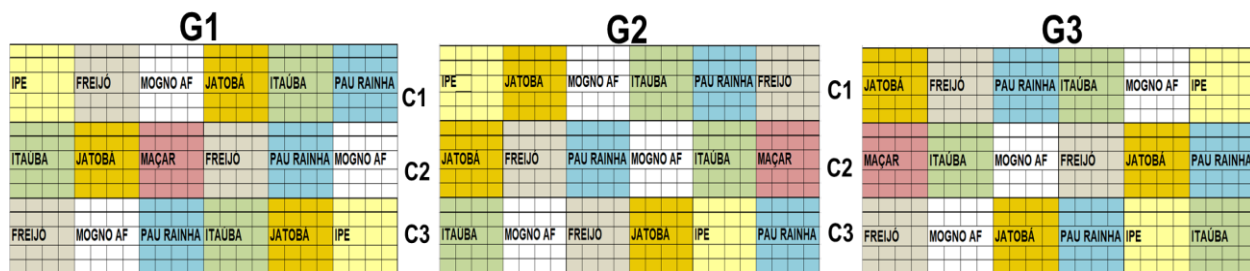 G1 G2 G3
IPE FREIJÓ MOGNO AF JATOBÁ ITAÚBA PAU RAINHA C1 IPE JATOBÁ MOGNO AF ITAÚBA PAU RAINHA FREIJÓ C1 JATOBÁ FREIJÓ PAU RAINHA ITAÚBA MOGNO AF IPE
ITAÚBA JATOBÁ MAÇAR FREIJÓ PAU RAINHA MOGNO AF C2 JATOBÁ FREIJÓ PAU RAINHA MOGNO AF ITAÚBA MAÇAR C2 MAÇAR ITAÚBA MOGNO AF FREIJÓ JATOBÁ PAU RAINHA
FREIJÓ MOGNO AF PAU RAINHA ITAÚBA JATOBÁ IPE C3 ITAUBA MOGNO AF FREIJÓ JATOBÁ IPE PAU RAINHA C3 FREIJÓ MOGNO AF JATOBÁ PAU RAINHA IPE ITAÚBA